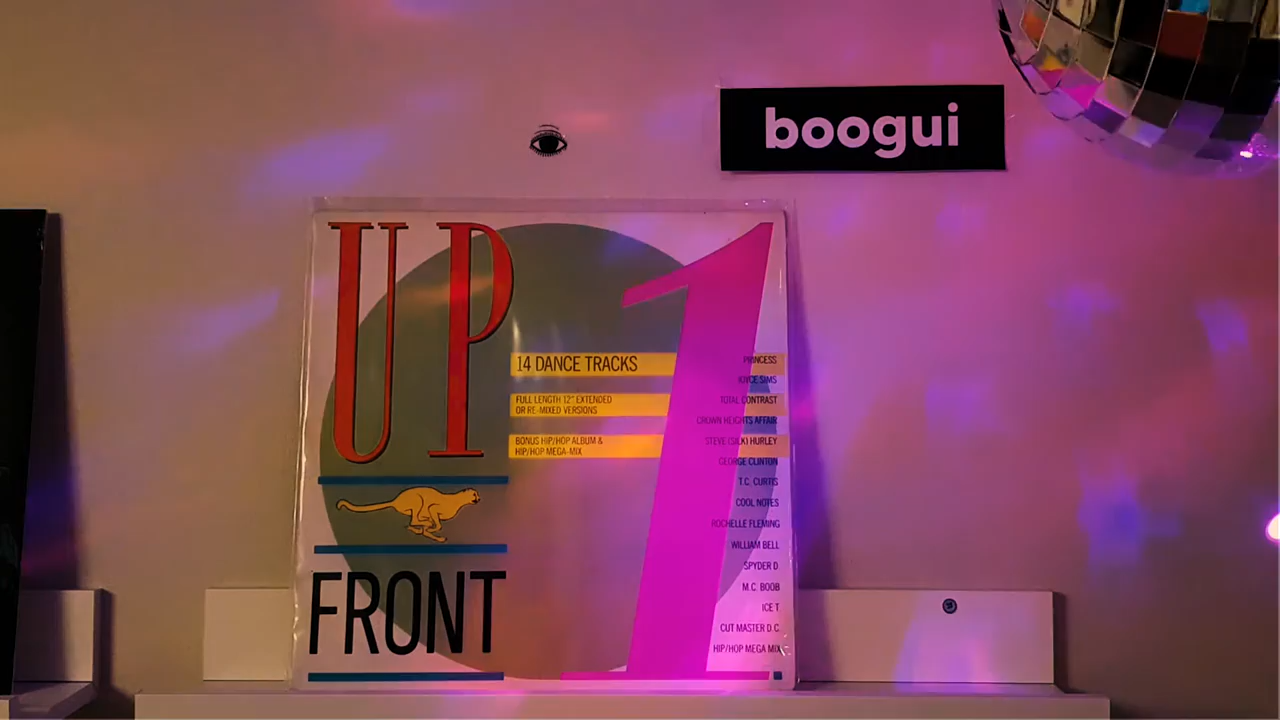 boogui
UP
1
14 DANCE TRACKS
FULL LENGTH 12" EXTENDED
OR RE-MIXED VERSIONS
BONUS HIP/HOP ALBUM &
HIP/HOP MEGA-MIX
PRINCESS
JOYCE SIMS
TOTAL CONTRAST
CROWN HEIGHTS AFFAIR
STEVE (SILK) HURLEY
GEORGE CLINTON
T.C. CURTIS
COOL NOTES
ROCHELLE FLEMING
WILLIAM BELL
SPYDER D
M.C. BOOB
ICE T
CUT MASTER D.C.
HIP/HOP MEGA MIX
FRONT